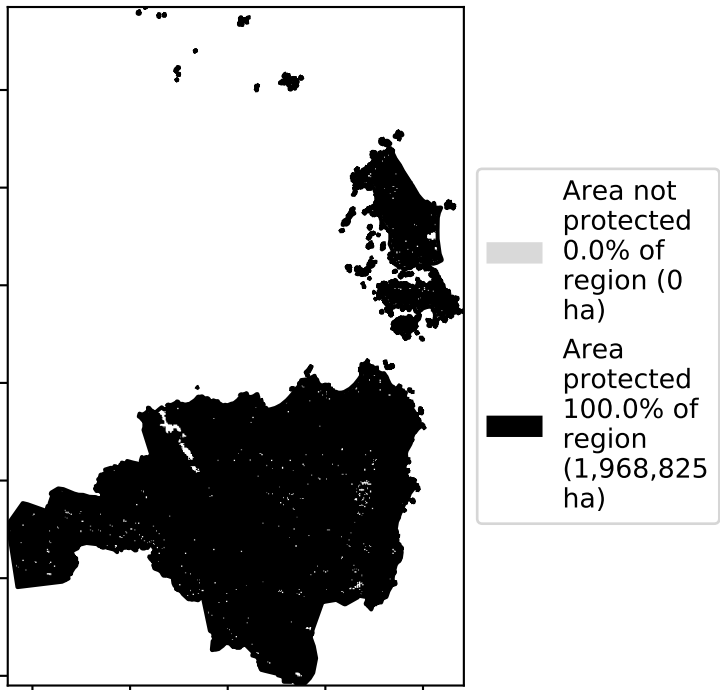 Area not
protected
0.0% of
region (0
ha)
Area
protected
100.0% of
region
(1,968,825
ha)